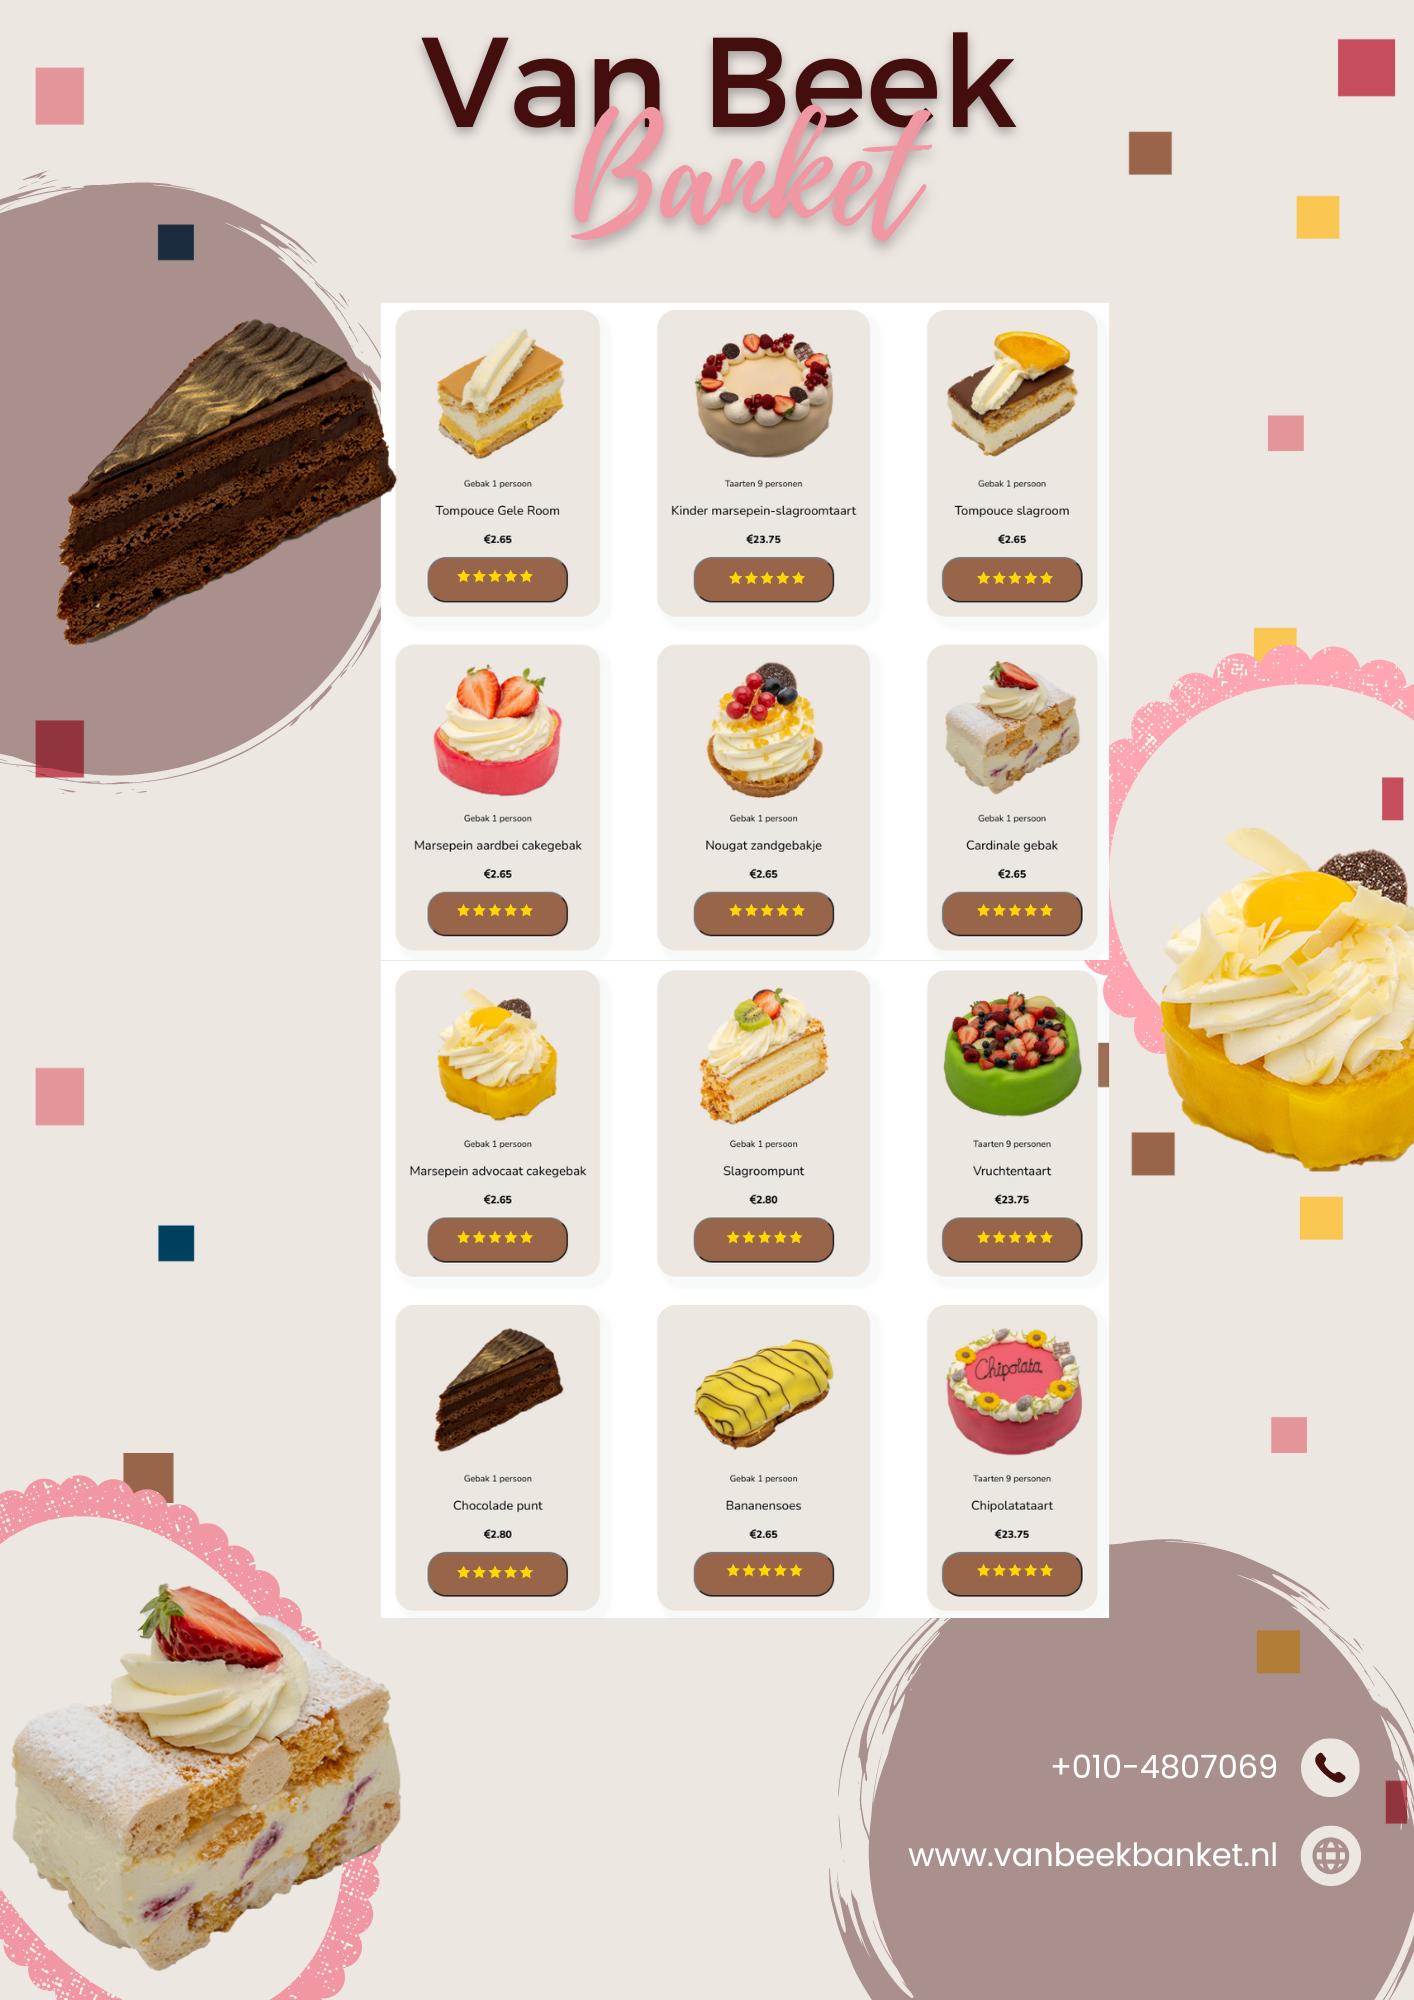 Van Beek
Banket
Gebak 1 persoon
Tompouce Gele Room
€2.65
Taarten 9 personen
Kinder marsepein-slagroomtaart
€23.75
Gebak 1 persoon
Tompouce slagroom
€2.65
Gebak 1 persoon
Marsepein aardbei cakegebak
€2.65
Gebak 1 persoon
Nougat zandgebakje
€2.65
Gebak 1 persoon
Cardinale gebak
€2.65
Gebak 1 persoon
Marsepein advocaat cakegebak
€2.65
Gebak 1 persoon
Slagroompunt
€2.80
Taarten 9 personen
Vruchtentaart
€23.75
Gebak 1 persoon
Chocolade punt
€2.80
Gebak 1 persoon
Bananensoes
€2.65
Chipolata
Taarten 9 personen
Chipolatataart
€23.75
+010-4807069
www.vanbeekbanket.nl